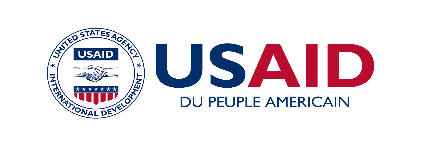 UNITED STATES AGENCY
USAID
INTERNATIONAL DEVELOPMENT
USAID
DU PEUPLE AMERICAIN